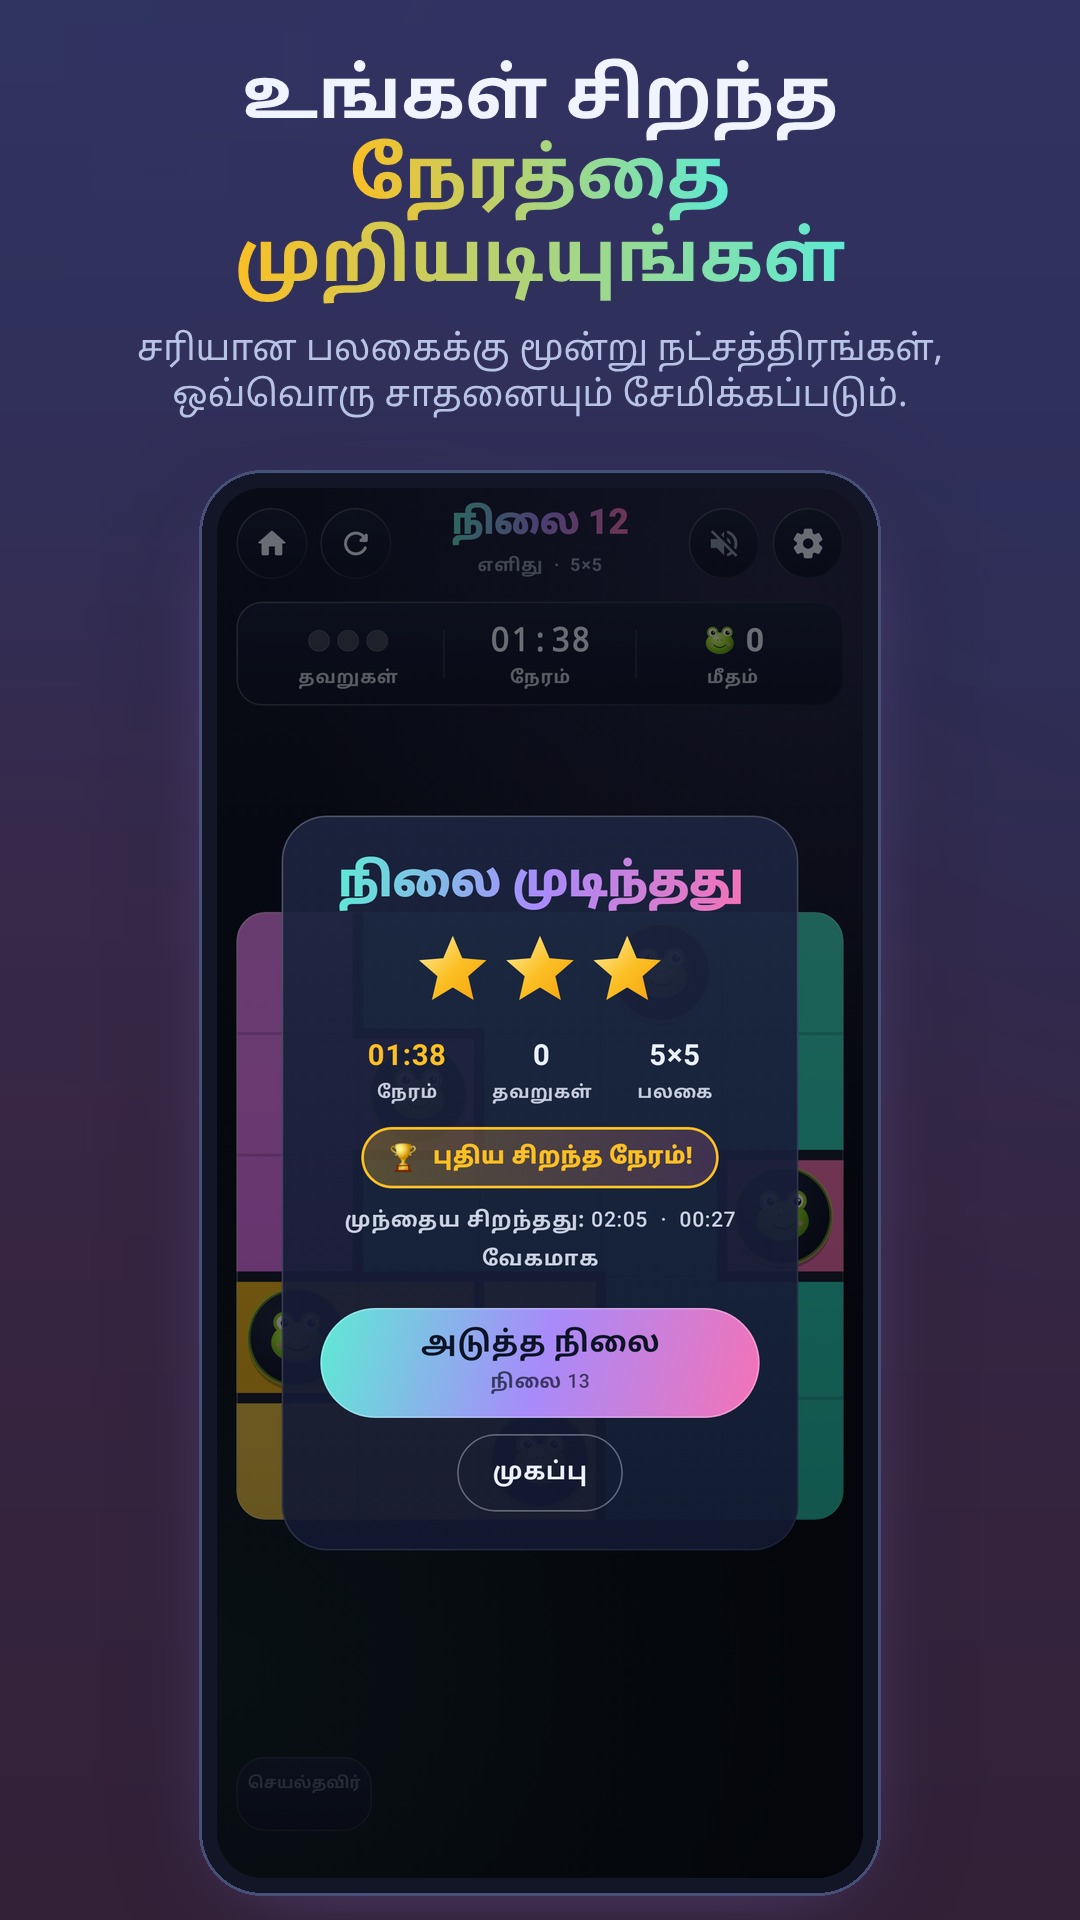 உங்கள் சிறந்த
நேரத்தை
முறியடியுங்கள்
சரியான பலகைக்கு மூன்று நட்சத்திரங்கள்,
ஒவ்வொரு சாதனையும் சேமிக்கப்படும்.
நிலை 12
எளிது · 5×5
01:38
0
தவறுகள்
நேரம்
மீதம்
நிலை முடிந்தது
01:38
0
5×5
நேரம்
தவறுகள்
பலகை
🏆 புதிய சிறந்த நேரம்!
முந்தைய சிறந்தது: 02:05 · 00:27
வேகமாக
அடுத்த நிலை
நிலை 13
முகப்பு
செயல்தவிர்